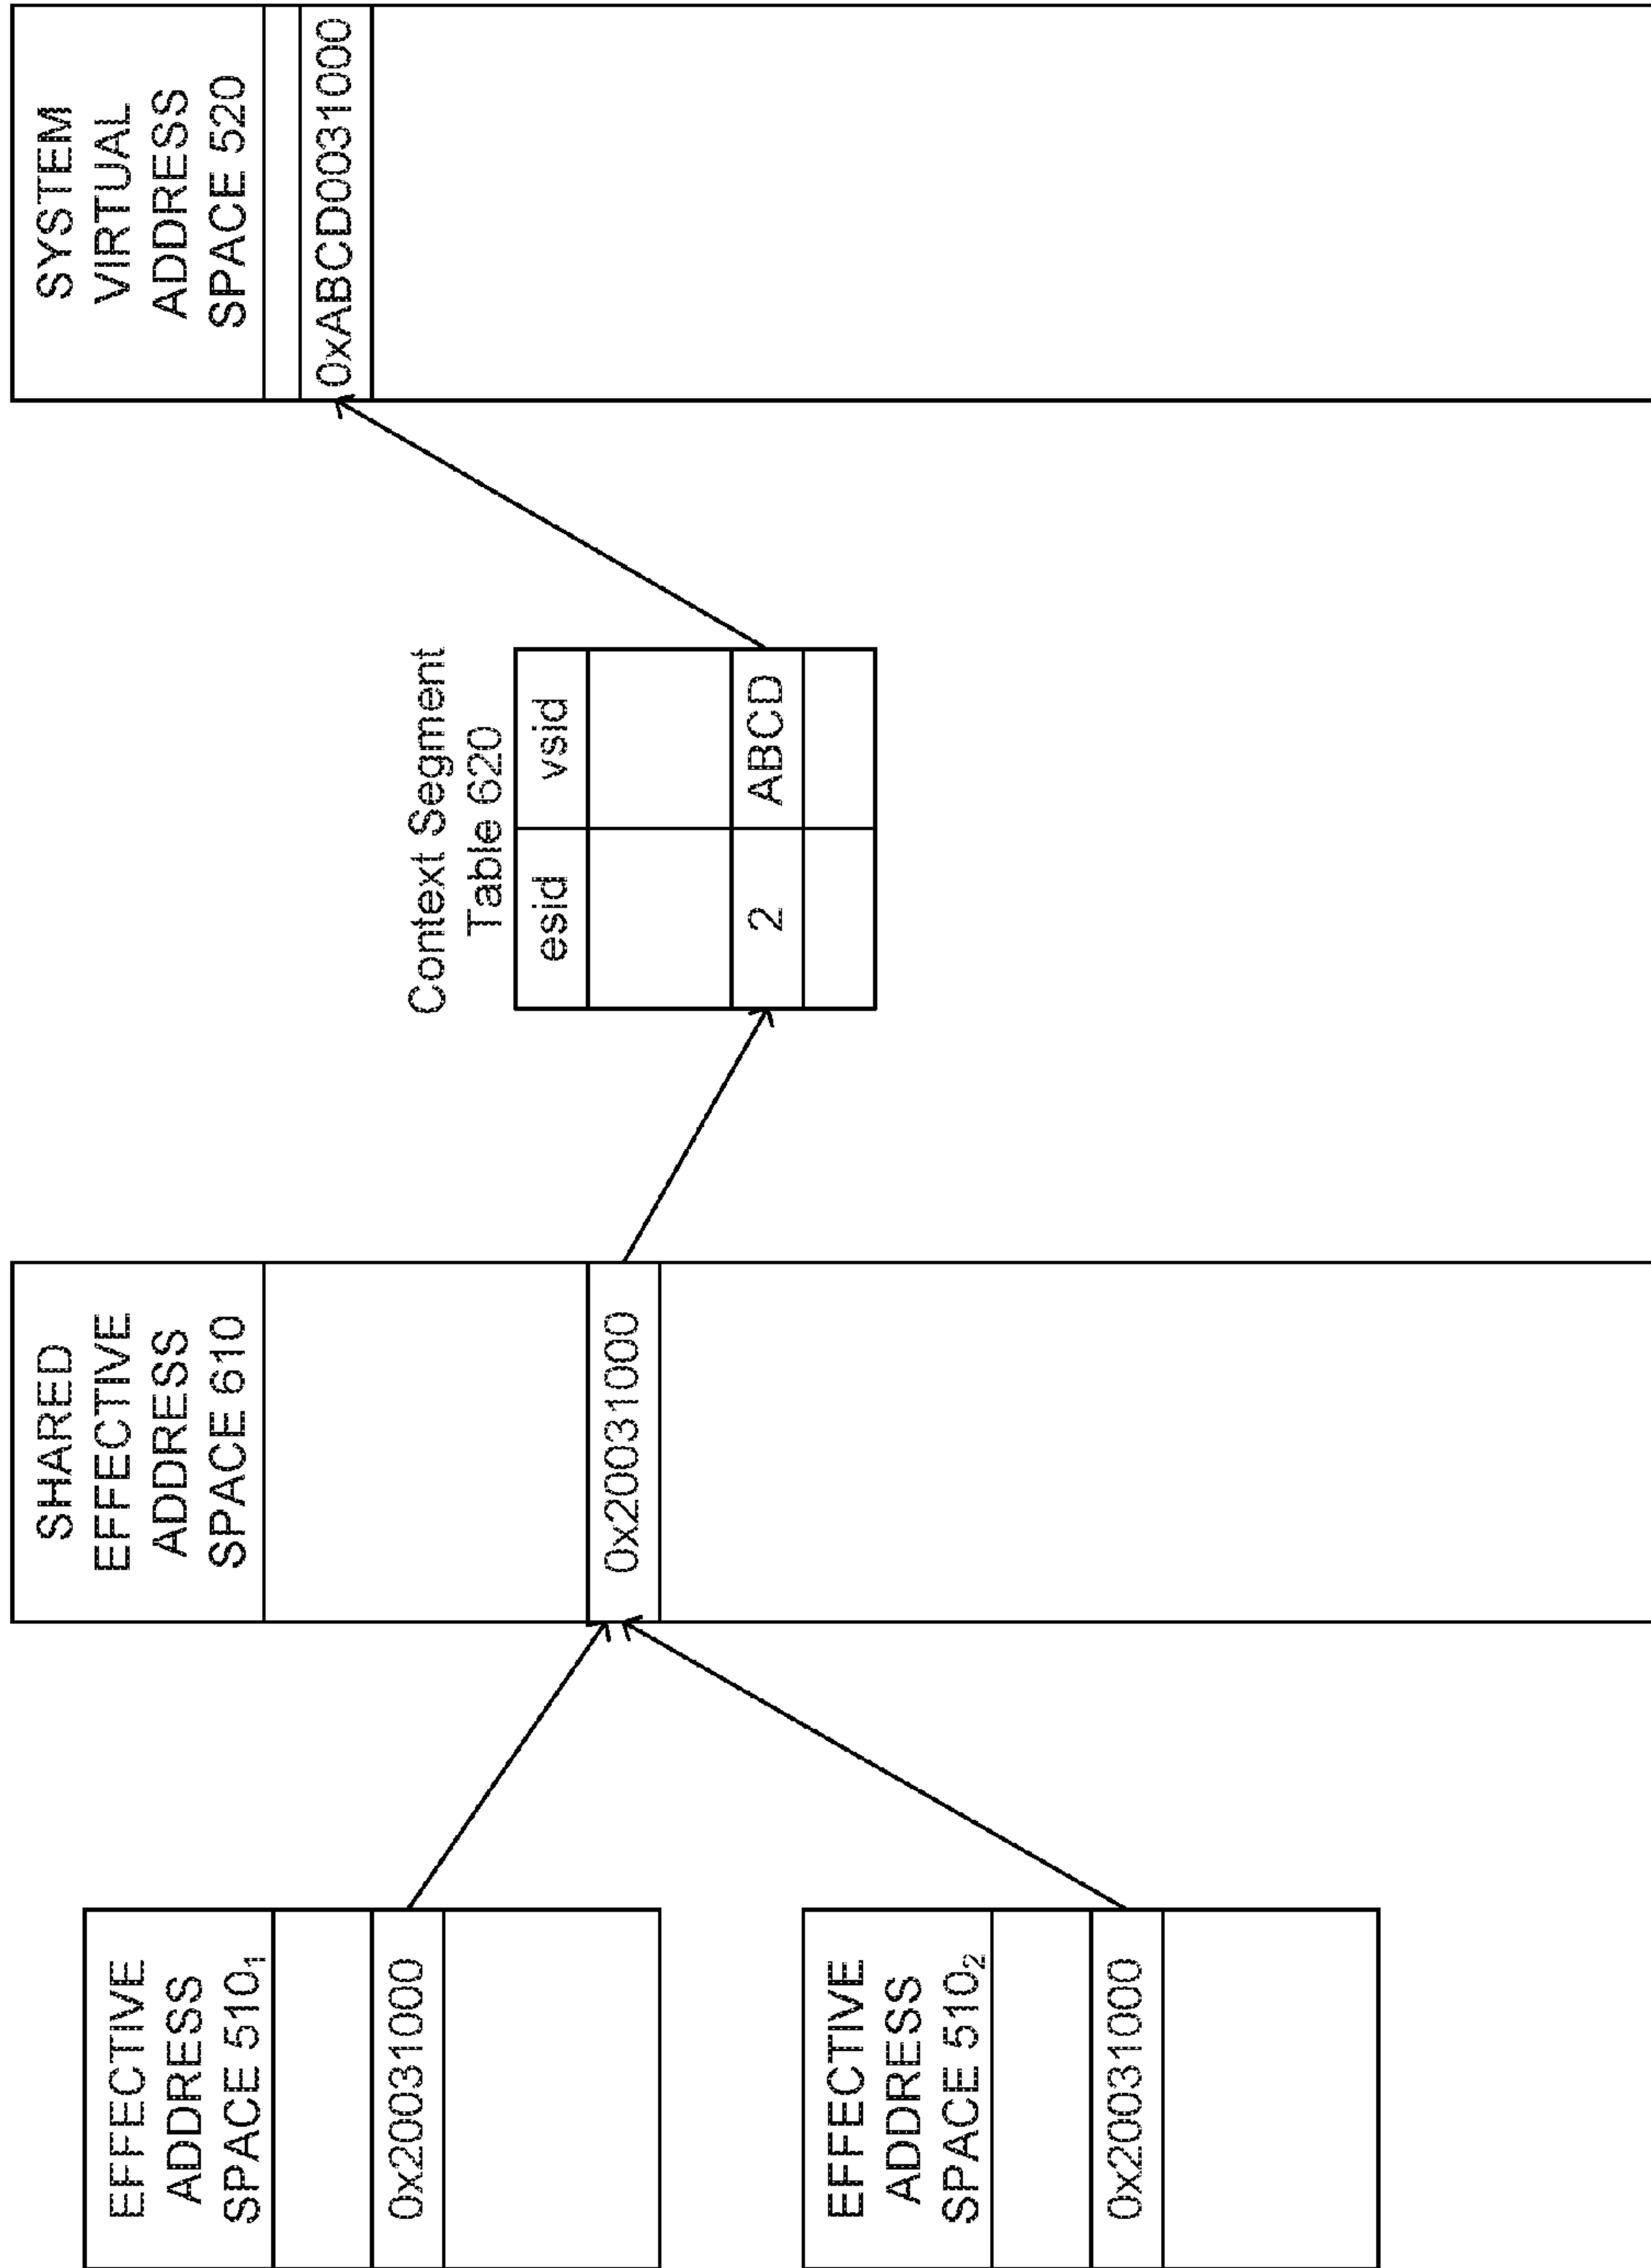 EFFECTIVE
ADDRESS
SPACE 510₁
0x20031000
EFFECTIVE
ADDRESS
SPACE 510₂
0x20031000
SHARED
EFFECTIVE
ADDRESS
SPACE 610
0x20031000
Context Segment
Table 620
esid vsid
2 ABCD
SYSTEM
VIRTUAL
ADDRESS
SPACE 520
0xABCD0031000